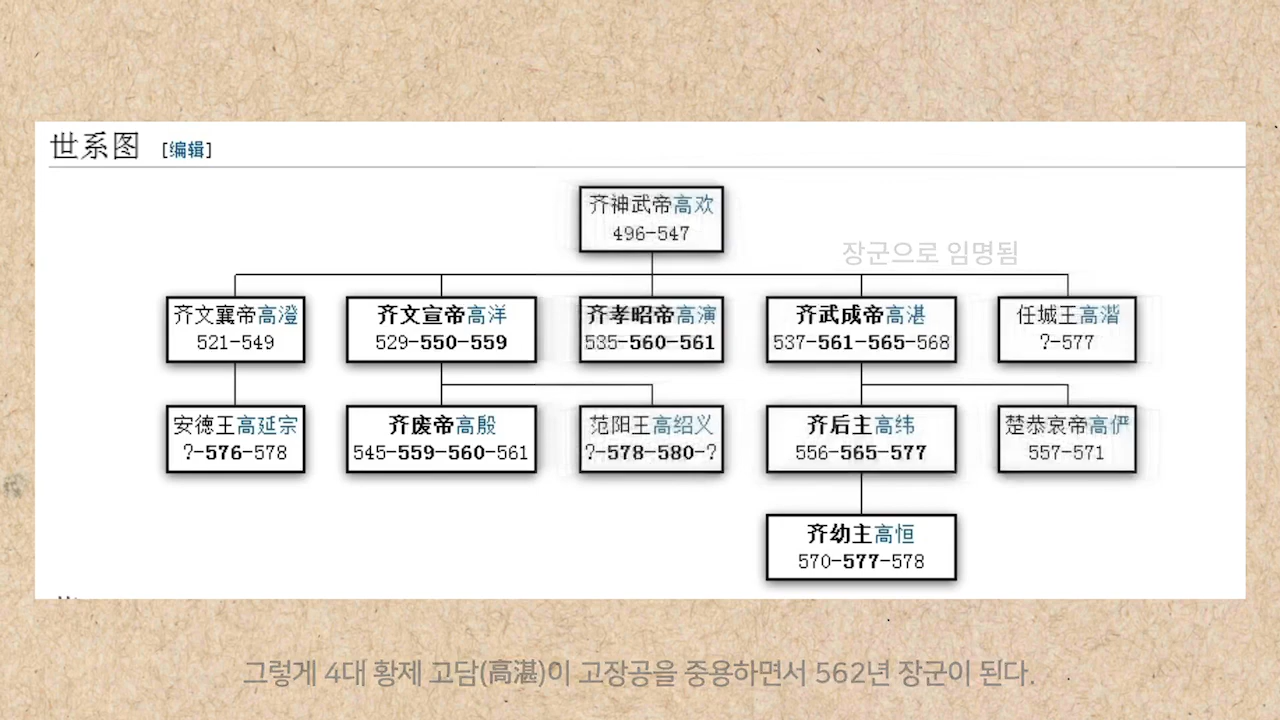 世系图 [编辑]
齐神武帝高欢
496-547
장군으로 임명됨
齐文襄帝高澄
521-549
齐文宣帝高洋
529-550-559
齐孝昭帝高演
535-560-561
齐武成帝高湛
537-561-565-568
任城王高湝
?-577
安德王高延宗
?-576-578
齐废帝高殷
545-559-560-561
范阳王高绍义
?-578-580-?
齐后主高纬
556-565-577
楚恭哀帝高俨
557-571
齐幼主高恒
570-577-578
그렇게 4대 황제 고담(高湛)이 고장공을 중용하면서 562년 장군이 된다.